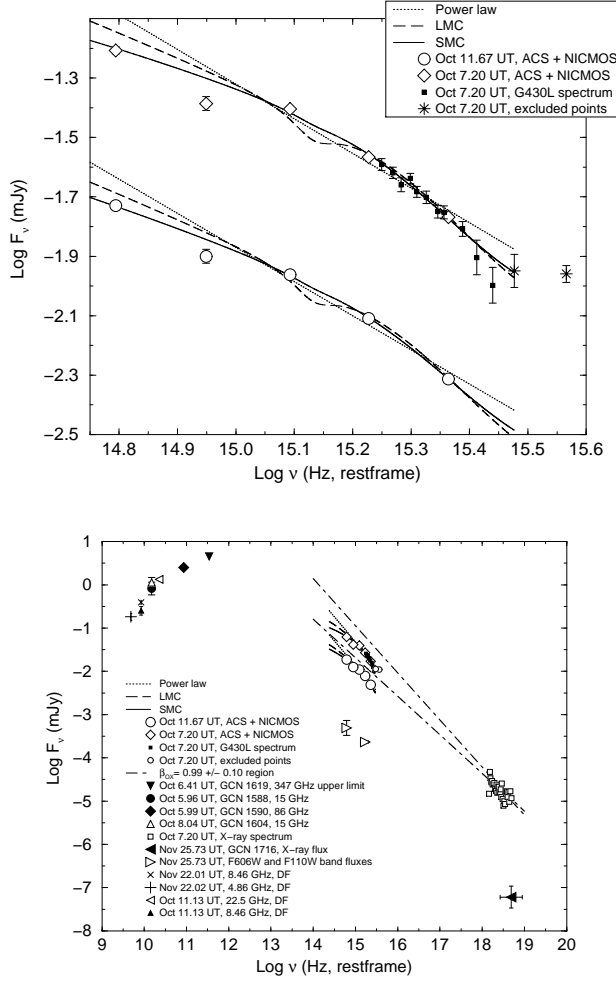 Power law
LMC
SMC
Oct 11.67 UT, ACS + NICMOS
Oct 7.20 UT, ACS + NICMOS
Oct 7.20 UT, G430L spectrum
Oct 7.20 UT, excluded points
−1.3
−1.5
−1.7
−1.9
−2.1
−2.3
−2.5
Log Fν (mJy)
14.8 14.9 15.0 15.1 15.2 15.3 15.4 15.5 15.6
Log ν (Hz, restframe)
1
0
−1
−2
−3
−4
−5
−6
−7
−8
Log Fν (mJy)
Power law
LMC
SMC
Oct 11.67 UT, ACS + NICMOS
Oct 7.20 UT, ACS + NICMOS
Oct 7.20 UT, G430L spectrum
Oct 7.20 UT, excluded points
βOX= 0.99 +/− 0.10 region
Oct 6.41 UT, GCN 1619, 347 GHz upper limit
Oct 5.96 UT, GCN 1588, 15 GHz
Oct 5.99 UT, GCN 1590, 86 GHz
Oct 8.04 UT, GCN 1604, 15 GHz
Oct 7.20 UT, X-ray spectrum
Nov 25.73 UT, GCN 1716, X-ray flux
Nov 25.73 UT, F606W and F110W band fluxes
Nov 22.01 UT, 8.46 GHz, DF
Nov 22.02 UT, 4.86 GHz, DF
Oct 11.13 UT, 22.5 GHz, DF
Oct 11.13 UT, 8.46 GHz, DF
9 10 11 12 13 14 15 16 17 18 19 20
Log ν (Hz, restframe)